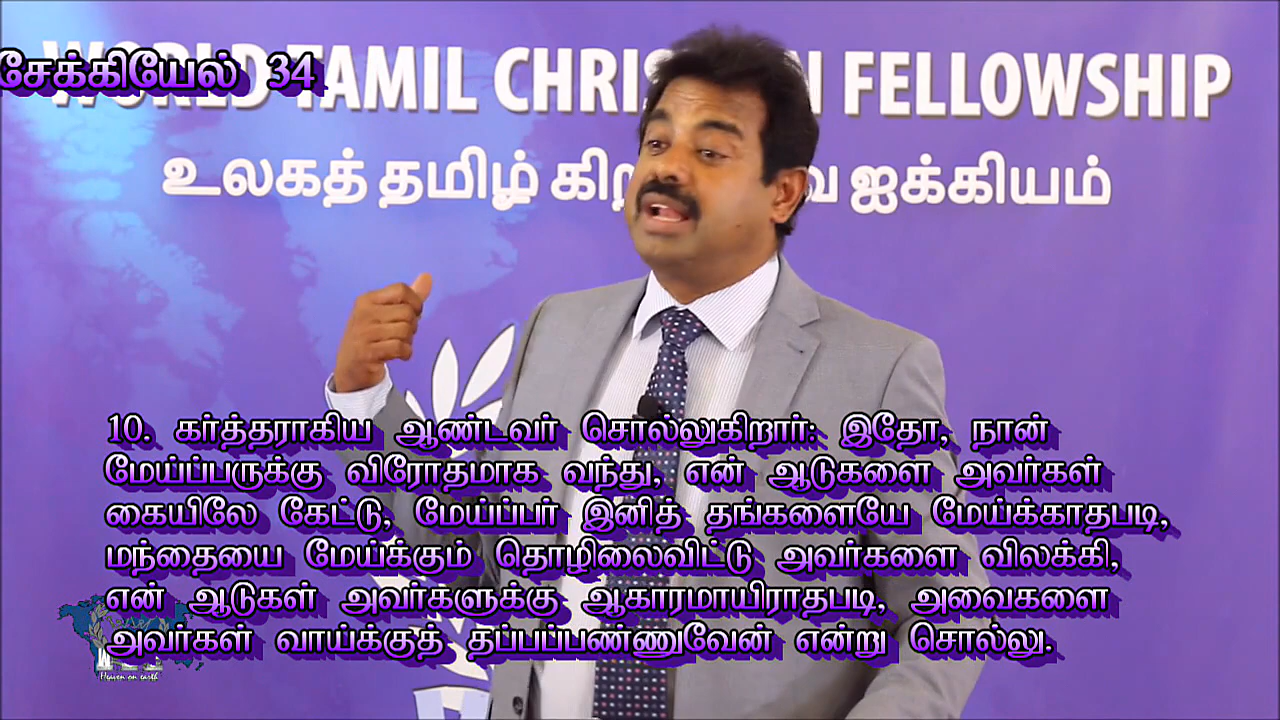 சேக்கியேல் 34
WORLD TAMIL CHRIS N FELLOWSHIP
உலகத் தமிழ் கிற வ ஐக்கியம்
10. கர்த்தராகிய ஆண்டவர் சொல்லுகிறார்: இதோ, நான்
மேய்ப்பருக்கு விரோதமாக வந்து, என் ஆடுகளை அவர்கள்
கையிலே கேட்டு, மேய்ப்பர் இனித் தங்களையே மேய்க்காதபடி,
மந்தையை மேய்க்கும் தொழிலைவிட்டு அவர்களை விலக்கி,
என் ஆடுகள் அவர்களுக்கு ஆகாரமாயிராதபடி, அவைகளை
அவர்கள் வாய்க்குத் தப்பப்பண்ணுவேன் என்று சொல்லு.
Heaven on earth